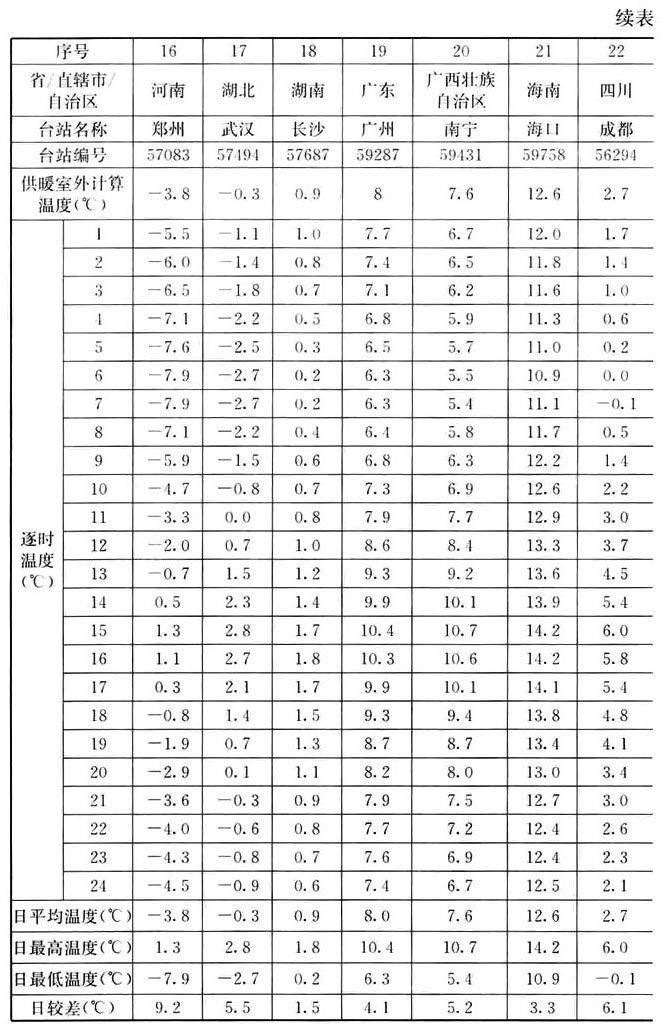 续表
序号 16 17 18 19 20 21 22
省/直辖市/
自治区 河南 湖北 湖南 广东 广西壮族
自治区 海南 四川
台站名称 郑州 武汉 长沙 广州 南宁 海口 成都
台站编号 57083 57494 57687 59287 59431 59758 56294
供暖室外计算
温度(℃) −3.8 −0.3 0.9 8 7.6 12.6 2.7
逐时
温度
(℃)
1 −5.5 −1.1 1.0 7.7 6.7 12.0 1.7
2 −6.0 −1.4 0.8 7.4 6.5 11.8 1.4
3 −6.5 −1.8 0.7 7.1 6.2 11.6 1.0
4 −7.1 −2.2 0.5 6.8 5.9 11.3 0.6
5 −7.6 −2.5 0.3 6.5 5.7 11.0 0.2
6 −7.9 −2.7 0.2 6.3 5.5 10.9 0.0
7 −7.9 −2.7 0.2 6.3 5.4 11.1 −0.1
8 −7.1 −2.2 0.4 6.4 5.8 11.7 0.5
9 −5.9 −1.5 0.6 6.8 6.3 12.2 1.4
10 −4.7 −0.8 0.7 7.3 6.9 12.6 2.2
11 −3.3 0.0 0.8 7.9 7.7 12.9 3.0
12 −2.0 0.7 1.0 8.6 8.4 13.3 3.7
13 −0.7 1.5 1.2 9.3 9.2 13.6 4.5
14 0.5 2.3 1.4 9.9 10.1 13.9 5.4
15 1.3 2.8 1.7 10.4 10.7 14.2 6.0
16 1.1 2.7 1.8 10.3 10.6 14.2 5.8
17 0.3 2.1 1.7 9.9 10.1 14.1 5.4
18 −0.8 1.4 1.5 9.3 9.4 13.8 4.8
19 −1.9 0.7 1.3 8.7 8.7 13.4 4.1
20 −2.9 0.1 1.1 8.2 8.0 13.0 3.4
21 −3.6 −0.3 0.9 7.9 7.5 12.7 3.0
22 −4.0 −0.6 0.8 7.7 7.2 12.4 2.6
23 −4.3 −0.8 0.7 7.6 6.9 12.4 2.3
24 −4.5 −0.9 0.6 7.4 6.7 12.5 2.1
日平均温度(℃) −3.8 −0.3 0.9 8.0 7.6 12.6 2.7
日最高温度(℃) 1.3 2.8 1.8 10.4 10.7 14.2 6.0
日最低温度(℃) −7.9 −2.7 0.2 6.3 5.4 10.9 −0.1
日较差(℃) 9.2 5.5 1.5 4.1 5.2 3.3 6.1